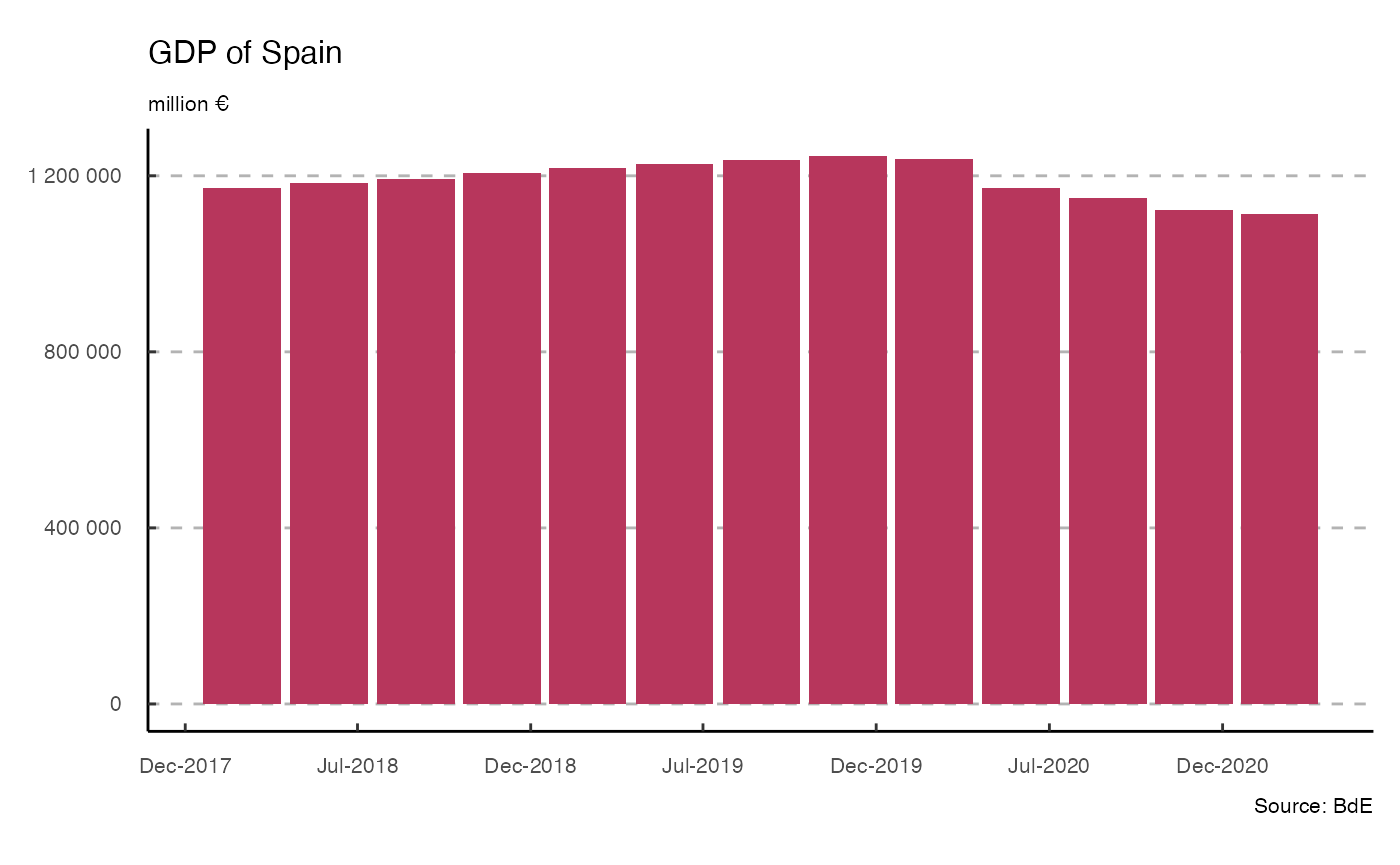 GDP of Spain
million €
1 200 000
800 000
400 000
0
Dec-2017 Jul-2018 Dec-2018 Jul-2019 Dec-2019 Jul-2020 Dec-2020
Source: BdE